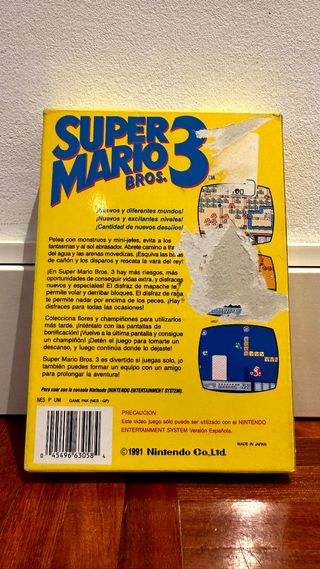 SUPER
MARIO 3
BROS. TM
¡Nuevos y diferentes mundos!
¡Nuevos y excitantes niveles!
¡Cantidad de nuevos desafíos!
Pelea con monstruos y mini-jefes, evita a los
fantasmas y al sol abrasador. Ábrete camino a
del agua y las arenas movedizas. ¡Esquiva las
de cañón y los disparos y rescata la vara del rey!
¡En Super Mario Bros. 3 hay más riesgos, más
oportunidades de conseguir vidas extra, y disfraces
nuevos y especiales! El disfraz de mapache te
permite volar y derribar bloques. El disfraz de rana
te permite nadar por encima de los peces. ¡Hay
disfraces para todas las ocasiones!
Colecciona flores y champiñones para utilizarlos
más tarde. ¡Inténtalo con las pantallas de
bonificación! ¡Vuelve a la última pantalla y consigue
un champiñón! ¡Detén el juego para tomarte un
descanso, y luego continúa donde lo dejaste!
Super Mario Bros. 3 es divertido si juegas solo, ¡o
también puedes formar un equipo con un amigo
para prolongar la aventura!
Para usar con la consola Nintendo (NINTENDO ENTERTAINMENT SYSTEM)
NES P UM GAME PAK (NES - GP)
PRECAUCION:
Este video juego sólo puede ser utilizado con el NINTENDO
ENTERTAINMENT SYSTEM Versión Española.
MADE IN JAPAN
0 45496 63058 4
©1991 Nintendo Co., Ltd.